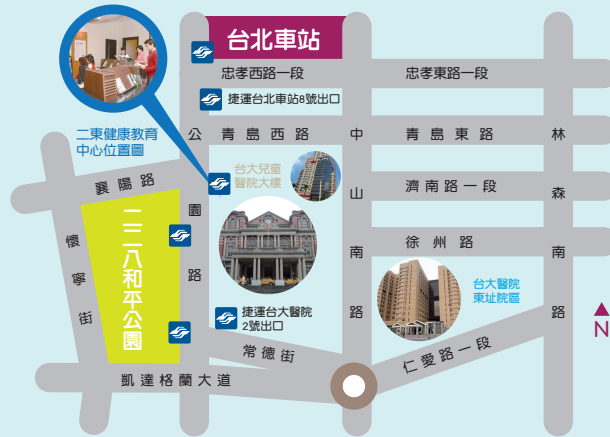 台北車站
忠孝西路一段
忠孝東路一段
捷運台北車站8號出口
二東健康教育
中心位置圖
公園路
青島西路
中山南路
青島東路
林森南路
台大兒童
醫院大樓
襄陽路
濟南路一段
二二八和平公園
懷寧街
徐州路
台大醫院
東址院區
捷運台大醫院
2號出口
常德街
仁愛路一段
凱達格蘭大道
N